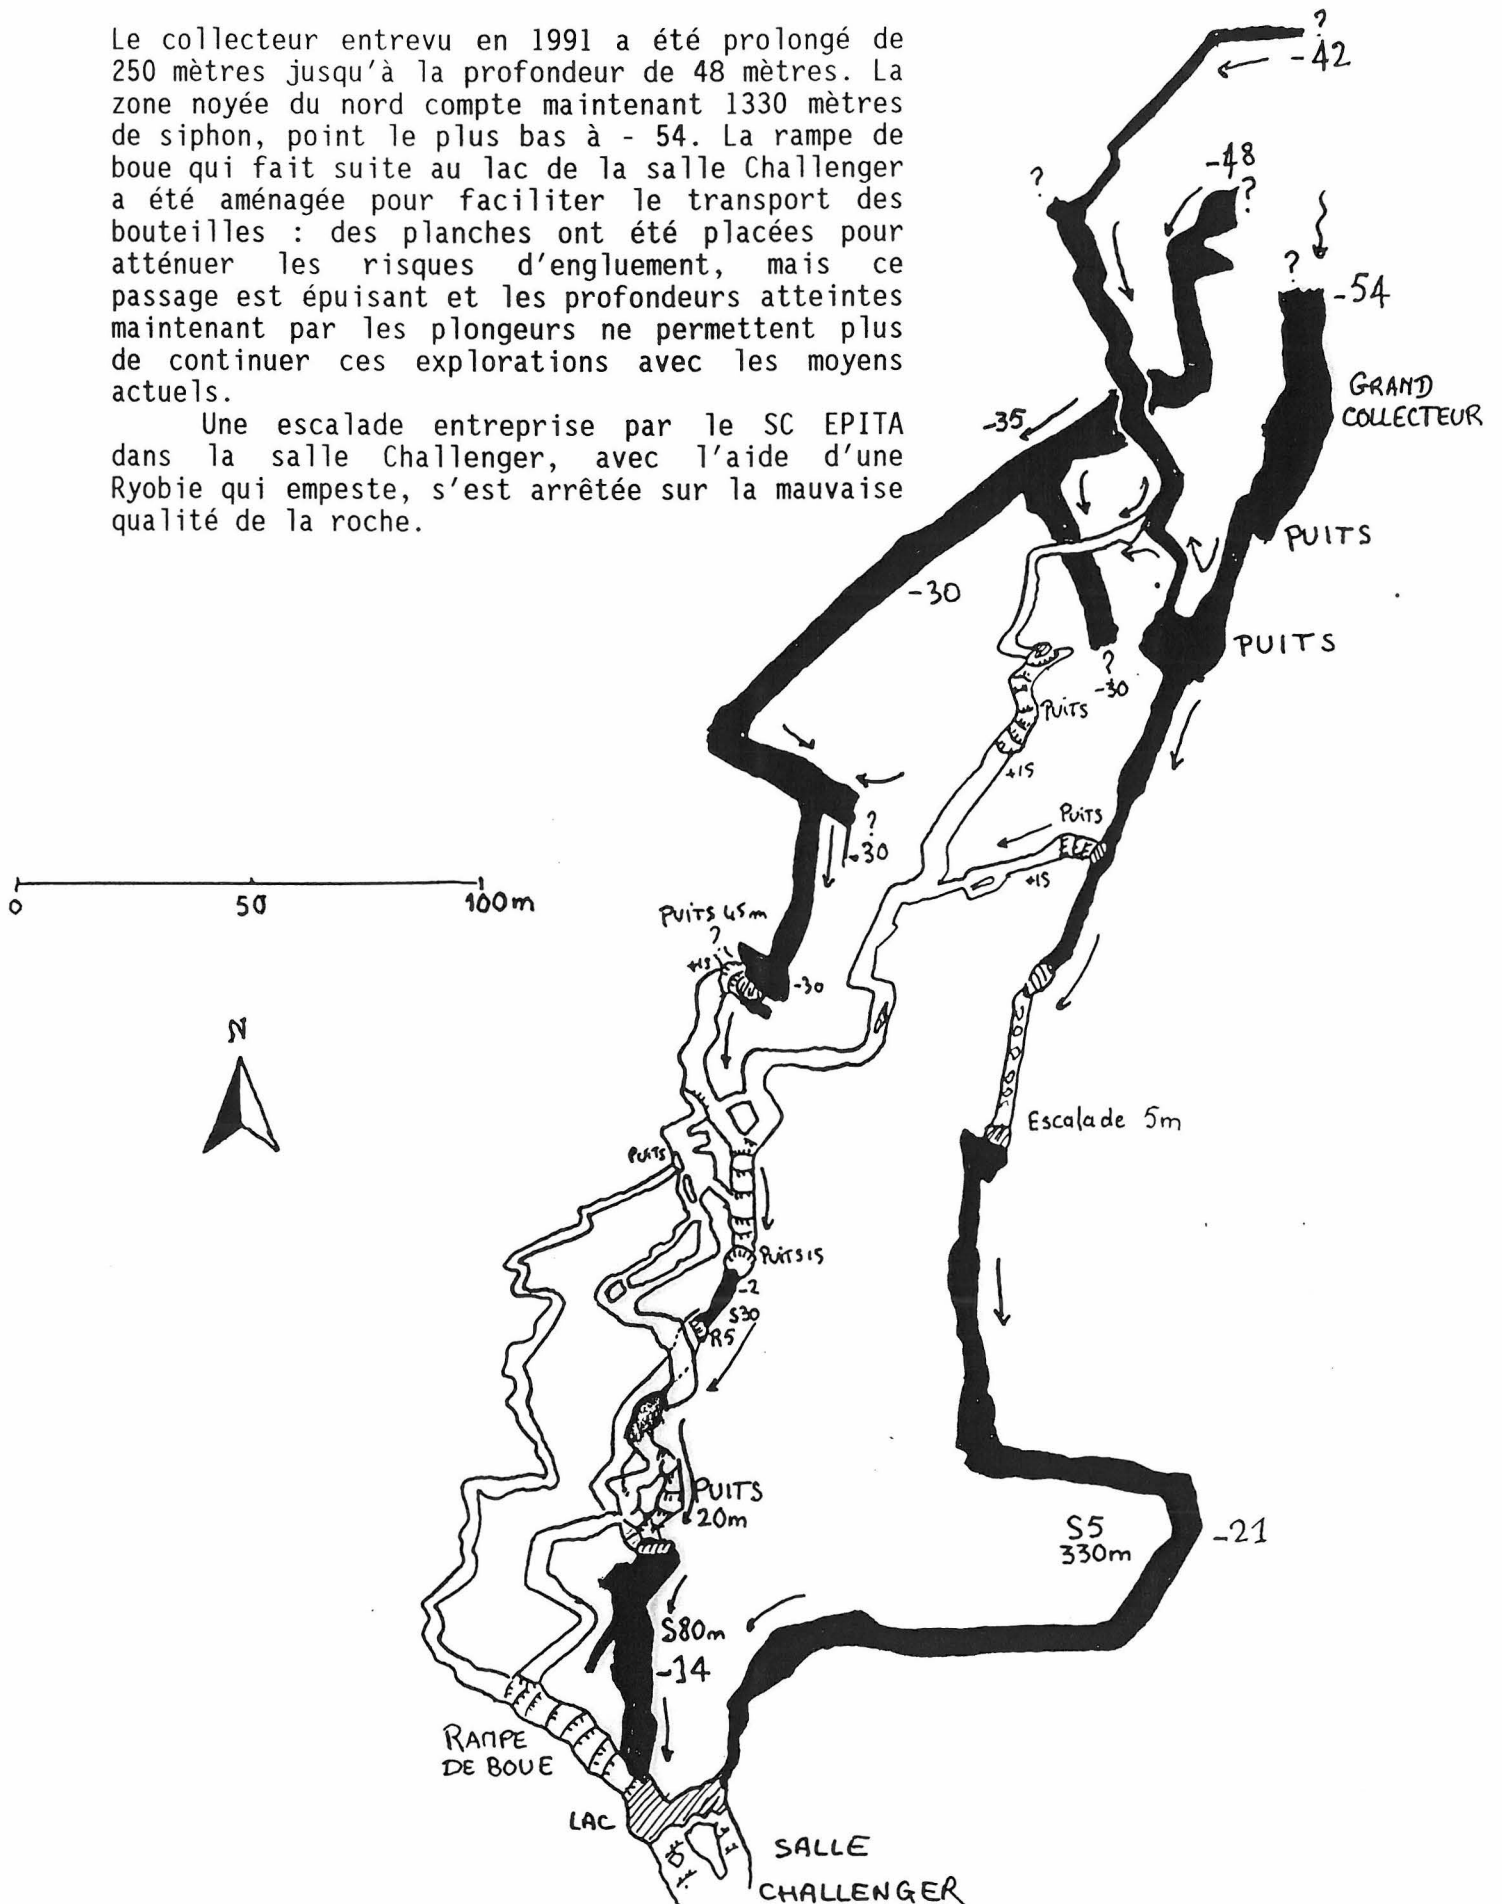 Le collecteur entrevu en 1991 a été prolongé de
250 mètres jusqu'à la profondeur de 48 mètres. La
zone noyée du nord compte maintenant 1330 mètres
de siphon, point le plus bas à - 54. La rampe de
boue qui fait suite au lac de la salle Challenger
a été aménagée pour faciliter le transport des
bouteilles : des planches ont été placées pour
atténuer les risques d'engluement, mais ce
passage est épuisant et les profondeurs atteintes
maintenant par les plongeurs ne permettent plus
de continuer ces explorations avec les moyens
actuels.
Une escalade entreprise par le SC EPITA
dans la salle Challenger, avec l'aide d'une
Ryobie qui empeste, s'est arrêtée sur la mauvaise
qualité de la roche.
?
-42
-48
?
?
?
-54
GRAND
COLLECTEUR
-35
PUITS
-30
PUITS
?
-30
PUITS
+15
PUITS
?
-30
+15
0 50 100m
PUITS 45m
?
+15
-30
N
Escalade 5m
PUITS
PUITS 15
-2
S30
R5
PUITS
20m
S5
330m
-21
S80m
-14
RAMPE
DE BOUE
LAC
SALLE
CHALLENGER